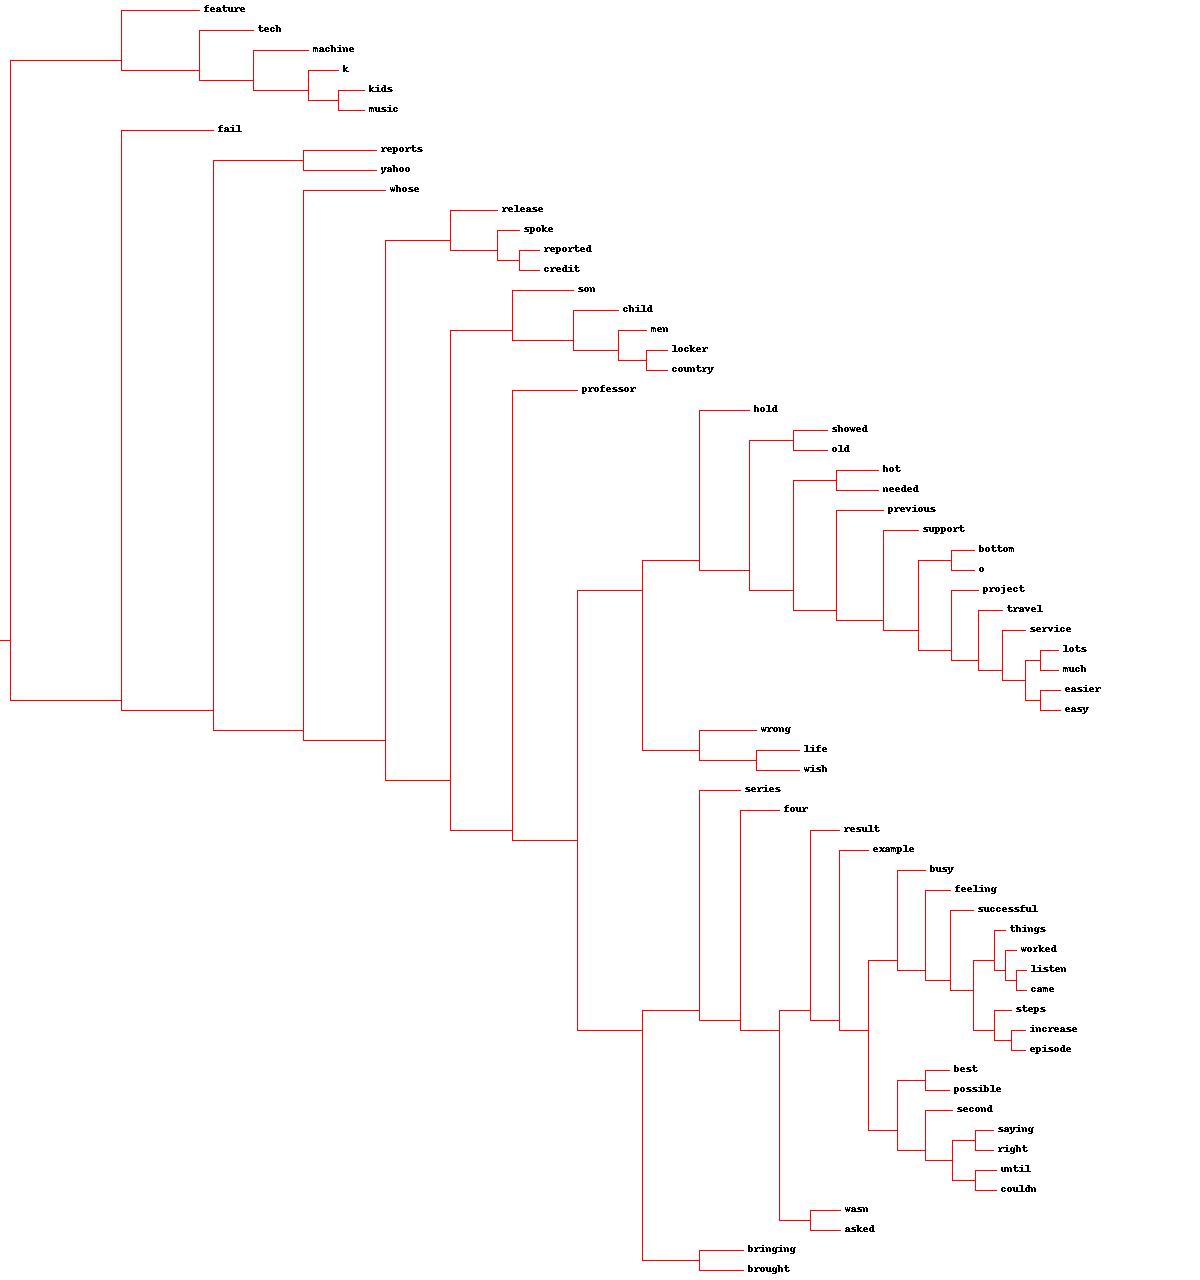 feature
tech
machine
k
kids
music
fail
reports
yahoo
whose
release
spoke
reported
credit
son
child
men
locker
country
professor
hold
showed
old
hot
needed
previous
support
bottom
o
project
travel
service
lots
much
easier
easy
wrong
life
wish
series
four
result
example
busy
feeling
successful
things
worked
listen
came
steps
increase
episode
best
possible
second
saying
right
until
couldn
wasn
asked
bringing
brought